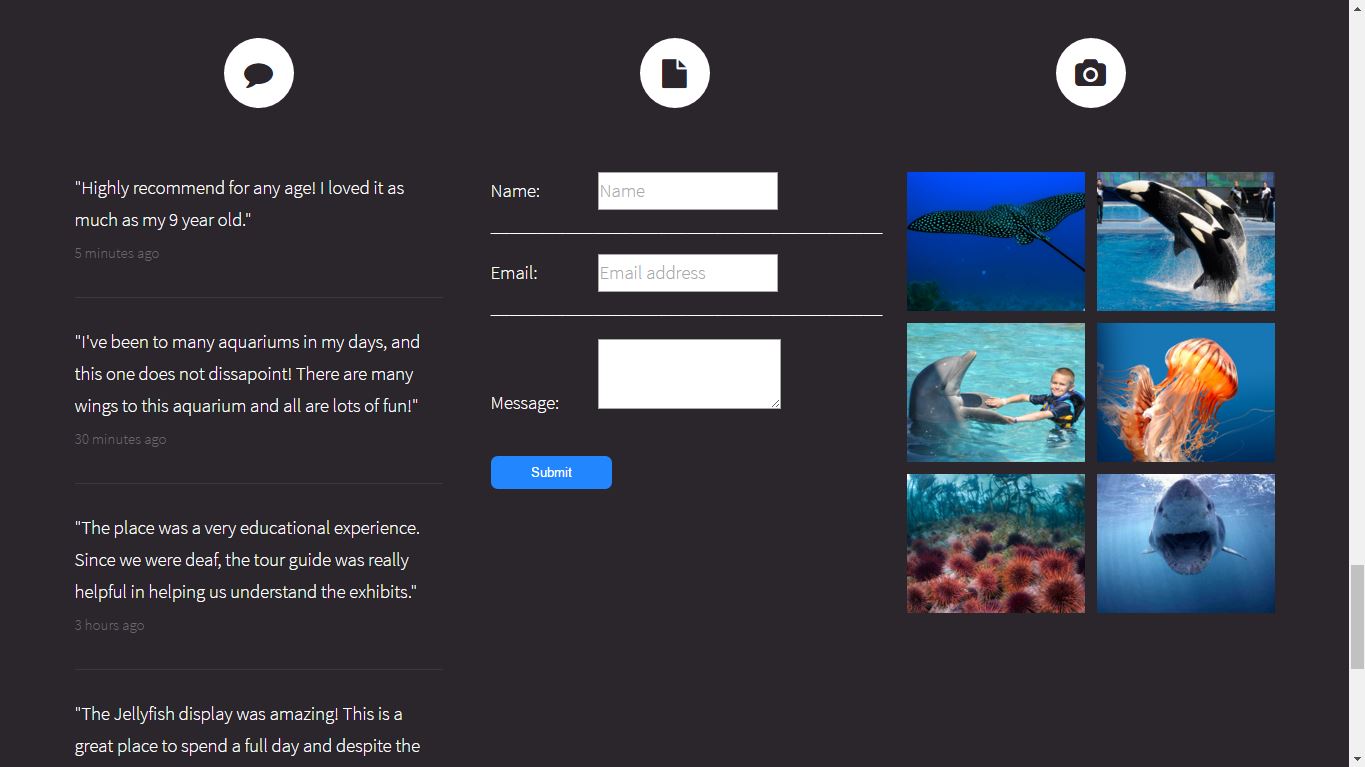 "Highly recommend for any age! I loved it as
much as my 9 year old."
5 minutes ago
"I've been to many aquariums in my days, and
this one does not dissapoint! There are many
wings to this aquarium and all are lots of fun!"
30 minutes ago
"The place was a very educational experience.
Since we were deaf, the tour guide was really
helpful in helping us understand the exhibits."
3 hours ago
"The Jellyfish display was amazing! This is a
great place to spend a full day and despite the
Name: Name
Email: Email address
Message:
Submit